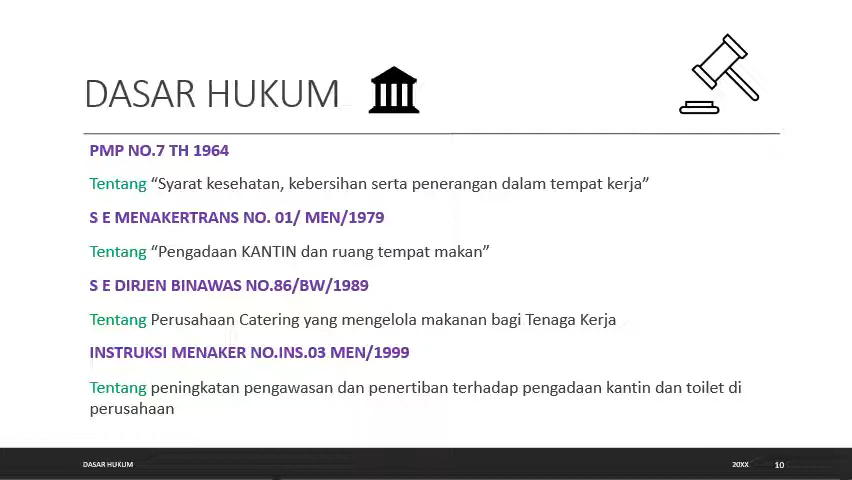 DASAR HUKUM
PMP NO.7 TH 1964
Tentang “Syarat kesehatan, kebersihan serta penerangan dalam tempat kerja”
S E MENAKERTRANS NO. 01/ MEN/1979
Tentang “Pengadaan KANTIN dan ruang tempat makan”
S E DIRJEN BINAWAS NO.86/BW/1989
Tentang Perusahaan Catering yang mengelola makanan bagi Tenaga Kerja
INSTRUKSI MENAKER NO.INS.03 MEN/1999
Tentang peningkatan pengawasan dan penertiban terhadap pengadaan kantin dan toilet di
perusahaan
DASAR HUKUM 20XX 10